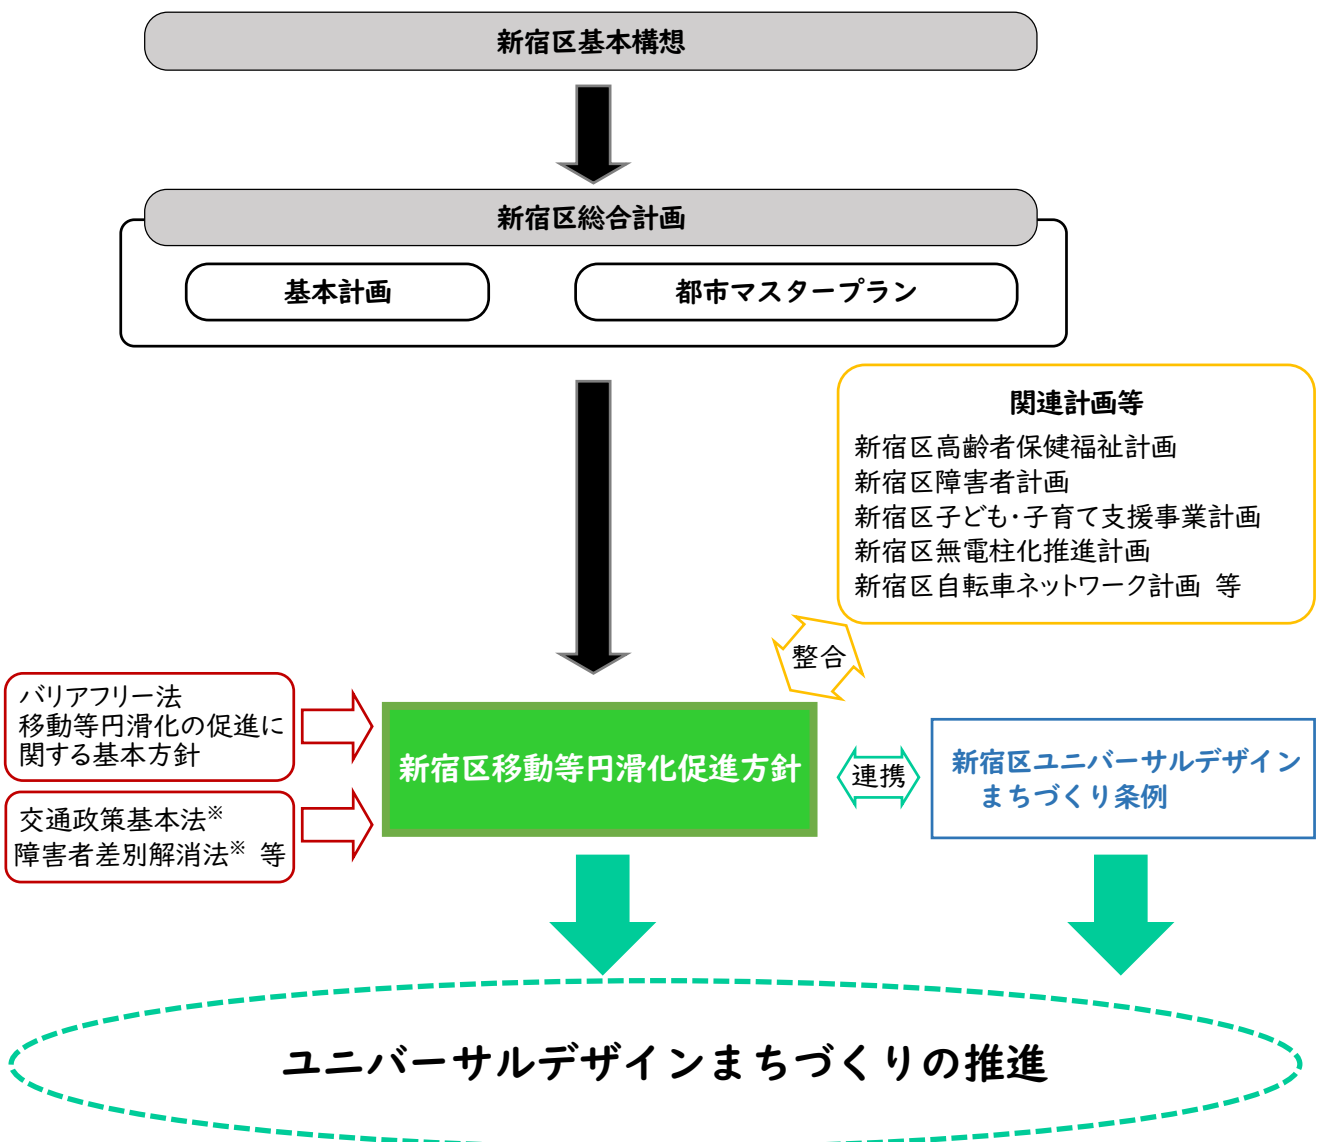 新宿区基本構想
新宿区総合計画
基本計画
都市マスタープラン
関連計画等
新宿区高齢者保健福祉計画
新宿区障害者計画
新宿区子ども・子育て支援事業計画
新宿区無電柱化推進計画
新宿区自転車ネットワーク計画 等
整合
バリアフリー法
移動等円滑化の促進に
関する基本方針
交通政策基本法※
障害者差別解消法※ 等
新宿区移動等円滑化促進方針
連携
新宿区ユニバーサルデザイン
まちづくり条例
ユニバーサルデザインまちづくりの推進